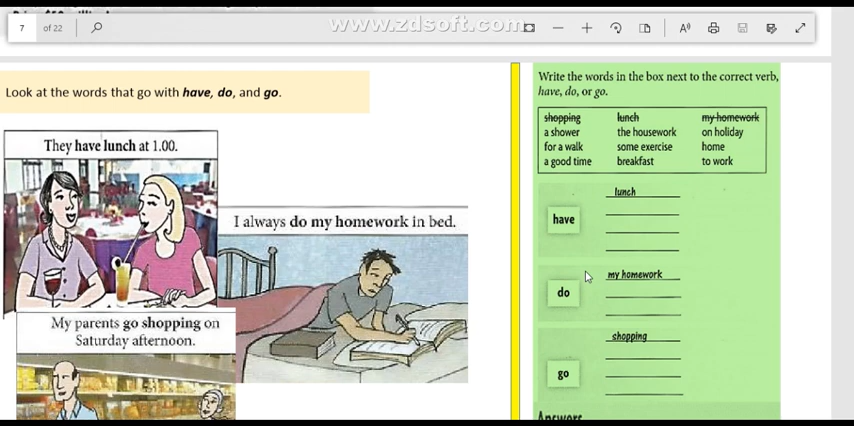 7 of 22
www.zdsoft.com
Look at the words that go with have, do, and go.
They have lunch at 1.00.
I always do my homework in bed.
My parents go shopping on
Saturday afternoon.
Write the words in the box next to the correct verb,
have, do, or go.
shopping lunch my homework
a shower the housework on holiday
for a walk some exercise home
a good time breakfast to work
have
lunch
do
my homework
go
shopping
Answers